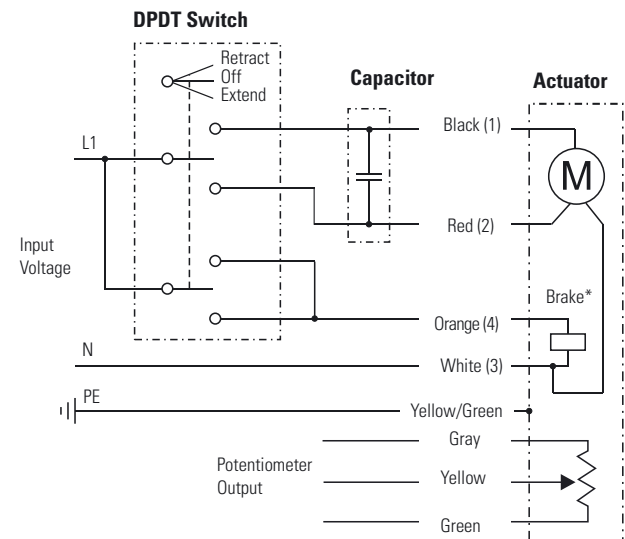 DPDT Switch
Retract
Off
Extend
Capacitor
Actuator
Black (1)
L1
M
Red (2)
Input
Voltage
Brake*
Orange (4)
N
White (3)
PE
Yellow/Green
Gray
Potentiometer
Output
Yellow
Green